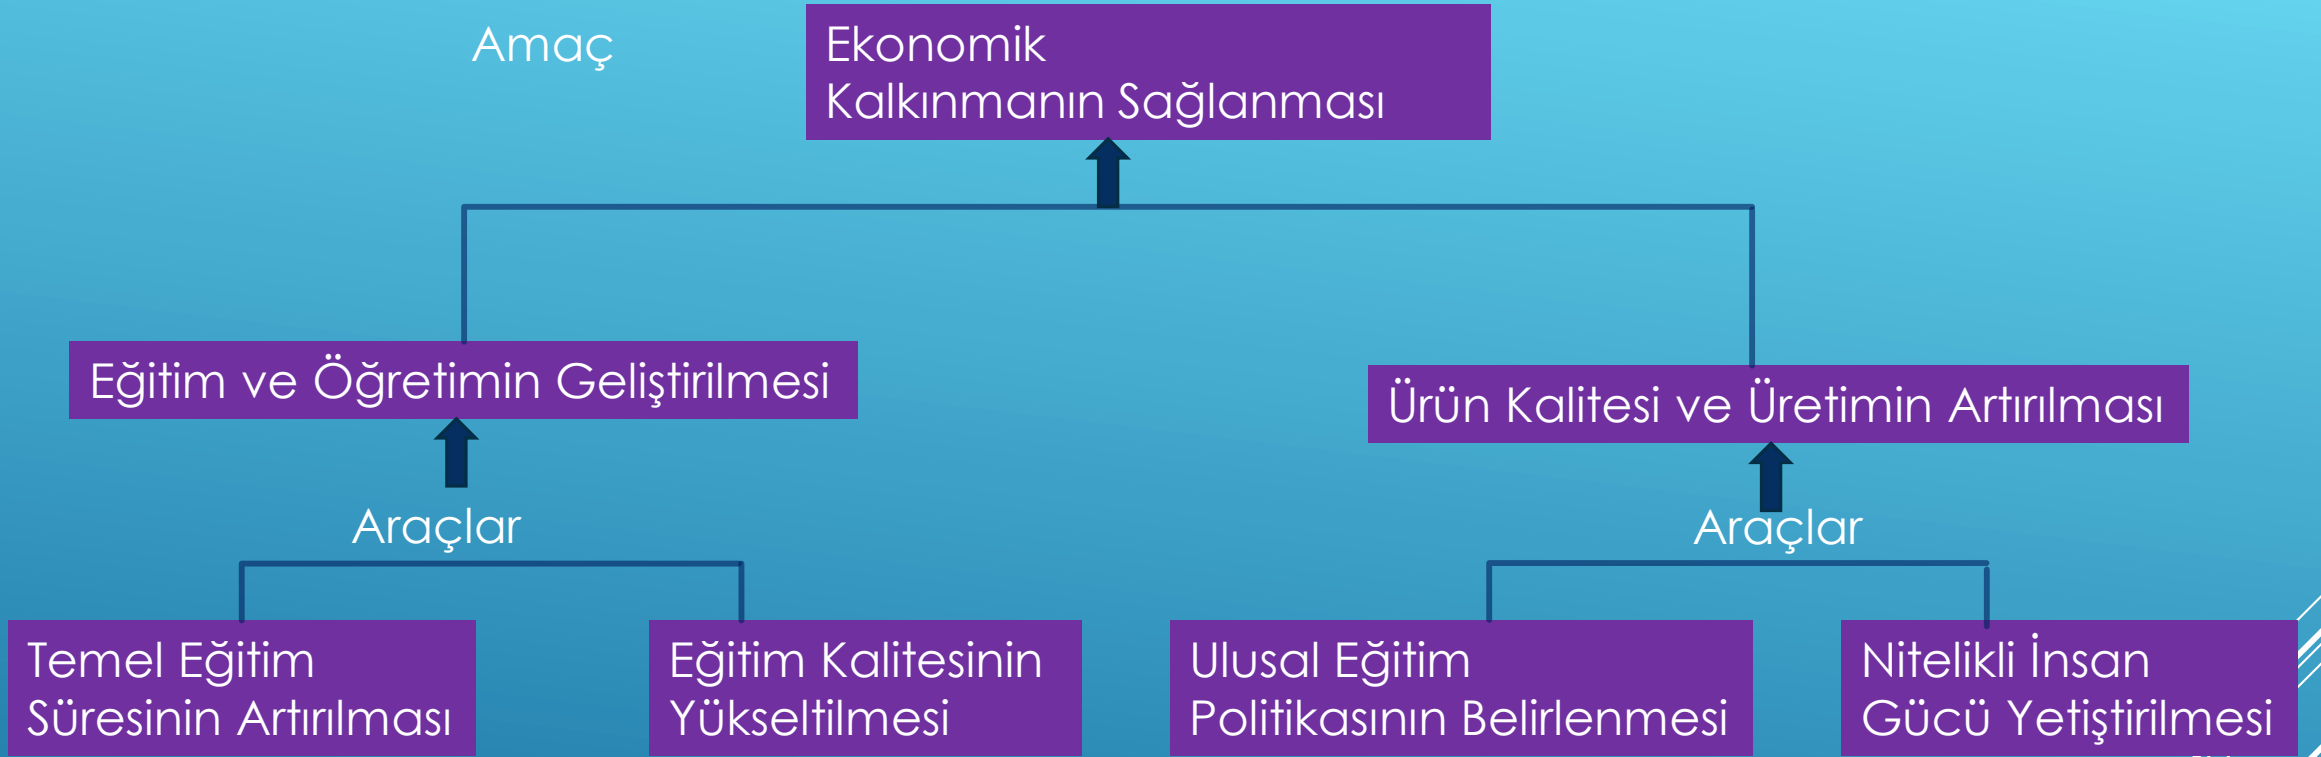 Amaç
Ekonomik
Kalkınmanın Sağlanması
Eğitim ve Öğretimin Geliştirilmesi
Ürün Kalitesi ve Üretimin Artırılması
Araçlar
Araçlar
Temel Eğitim
Süresinin Artırılması
Eğitim Kalitesinin
Yükseltilmesi
Ulusal Eğitim
Politikasının Belirlenmesi
Nitelikli İnsan
Gücü Yetiştirilmesi